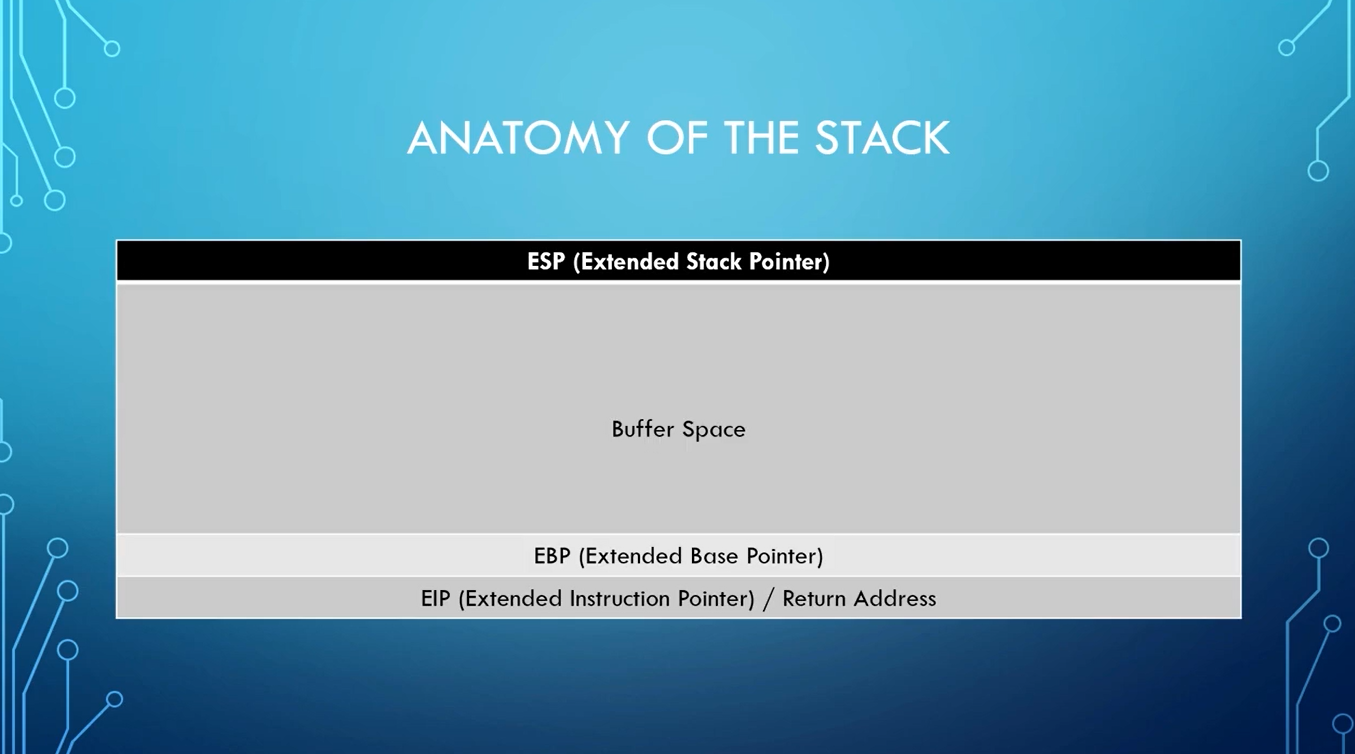 ANATOMY OF THE STACK
ESP (Extended Stack Pointer)
Buffer Space
EBP (Extended Base Pointer)
EIP (Extended Instruction Pointer) / Return Address